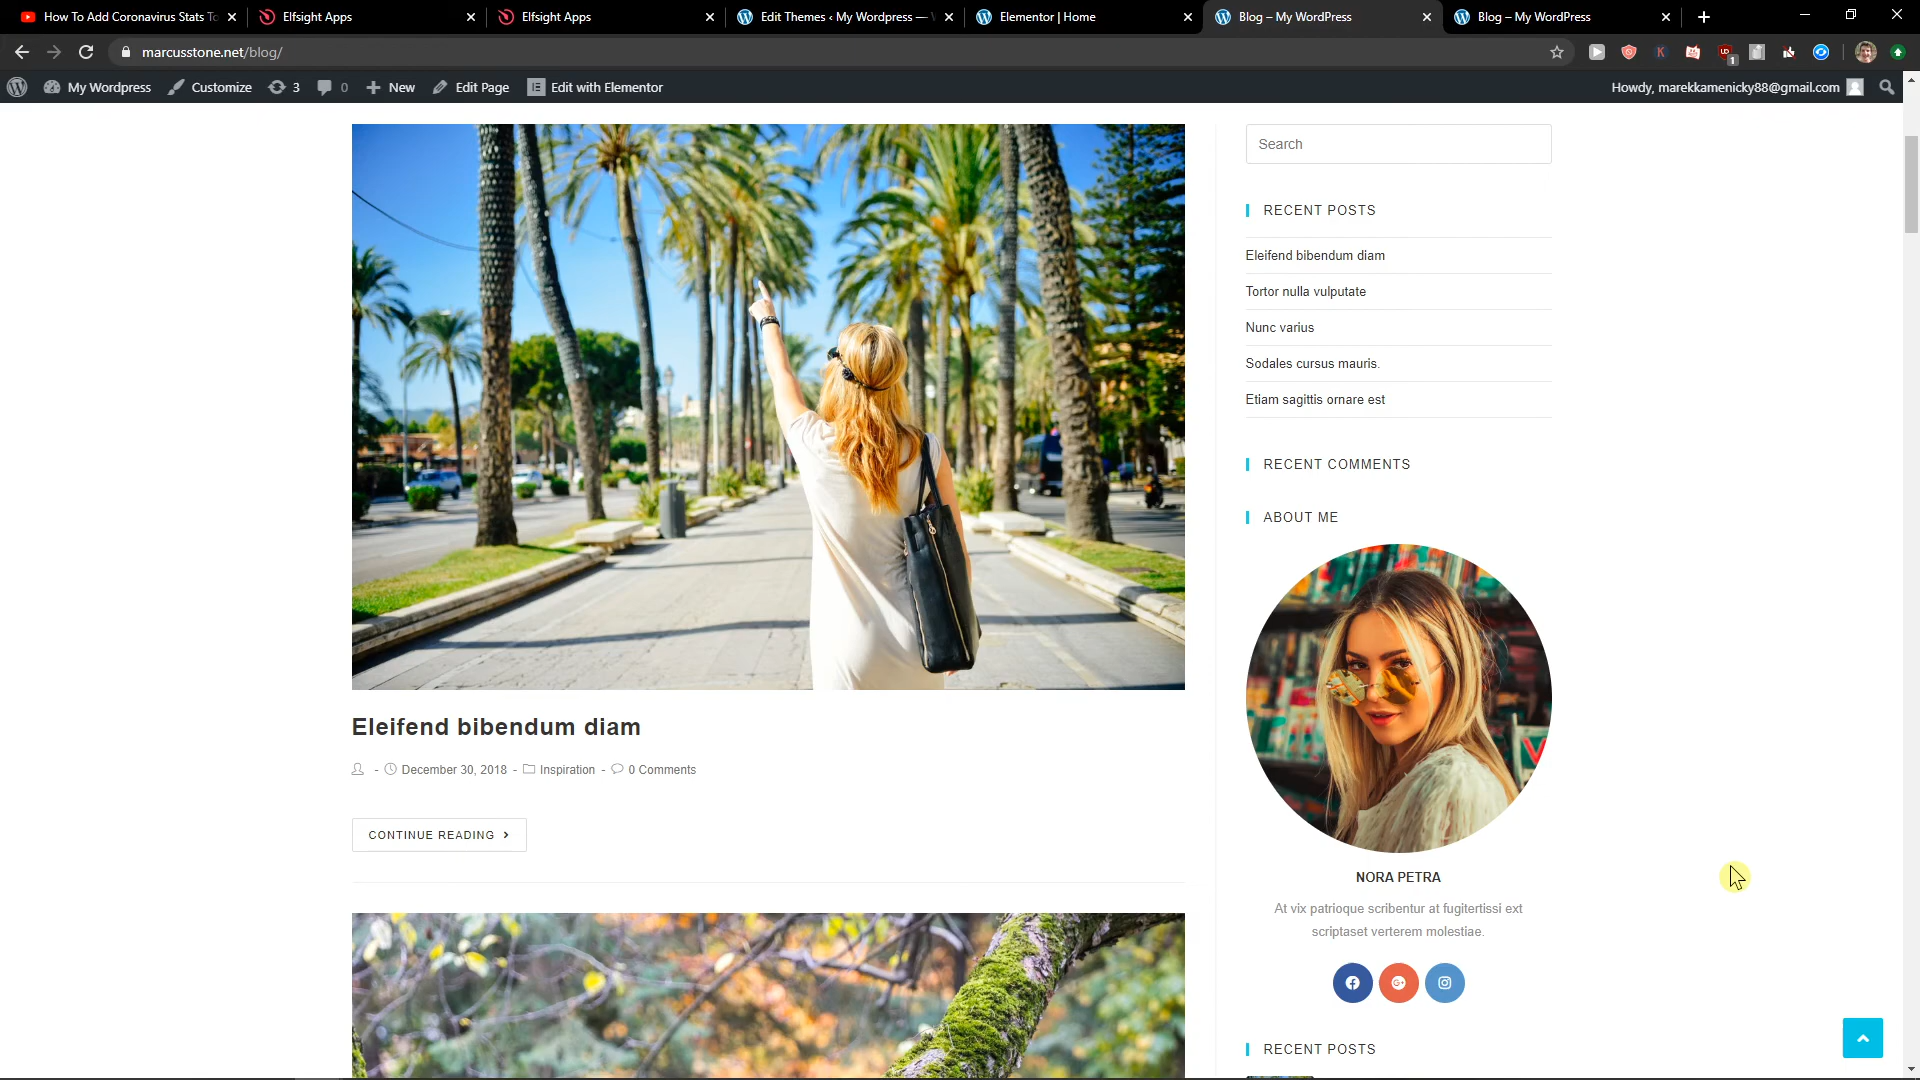 How To Add Coronavirus Stats To
Elfsight Apps
Elfsight Apps
Edit Themes ‹ My Wordpress —
Elementor | Home
Blog – My WordPress
Blog – My WordPress
marcusstone.net/blog/
My Wordpress
Customize
3
0
New
Edit Page
Edit with Elementor
Howdy, marekkamenicky88@gmail.com
Search
RECENT POSTS
Eleifend bibendum diam
Tortor nulla vulputate
Nunc varius
Sodales cursus mauris.
Etiam sagittis ornare est
RECENT COMMENTS
ABOUT ME
NORA PETRA
At vix patrioque scribentur at fugitertissi ext
scriptaset verterem molestiae.
RECENT POSTS
Eleifend bibendum diam
- December 30, 2018 - Inspiration - 0 Comments
CONTINUE READING >